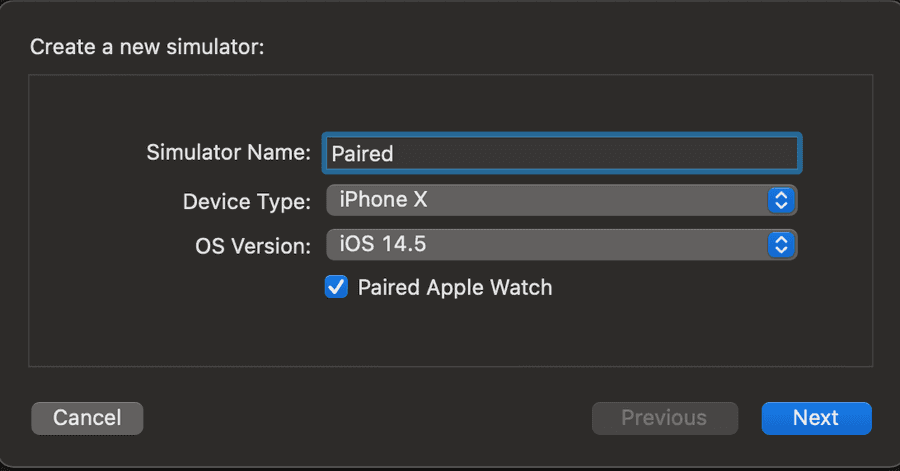 Create a new simulator:
Simulator Name: Paired
Device Type: iPhone X
OS Version: iOS 14.5
Paired Apple Watch
Cancel Previous Next